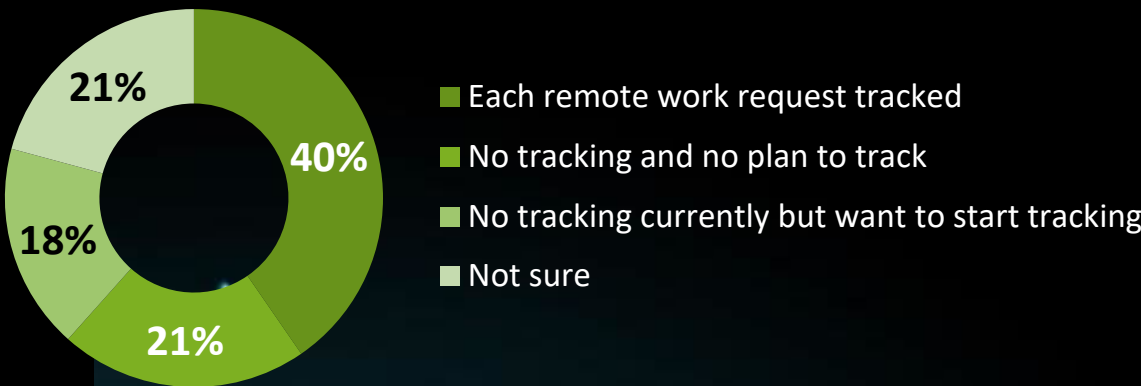 21%
40%
18%
21%
Each remote work request tracked
No tracking and no plan to track
No tracking currently but want to start tracking
Not sure